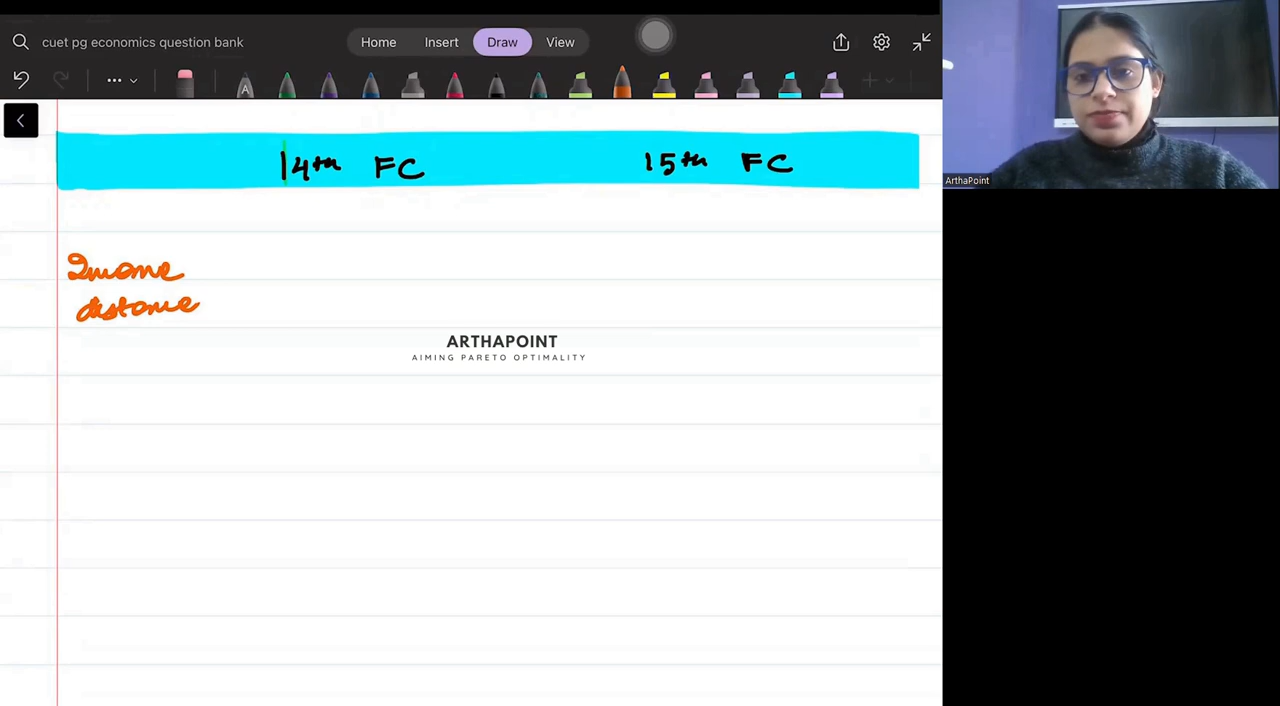 cuet pg economics question bank
Home Insert Draw View
A
14th FC 15th FC
ArthaPoint
Income
distance
ARTHAPOINT
AIMING PARETO OPTIMALITY